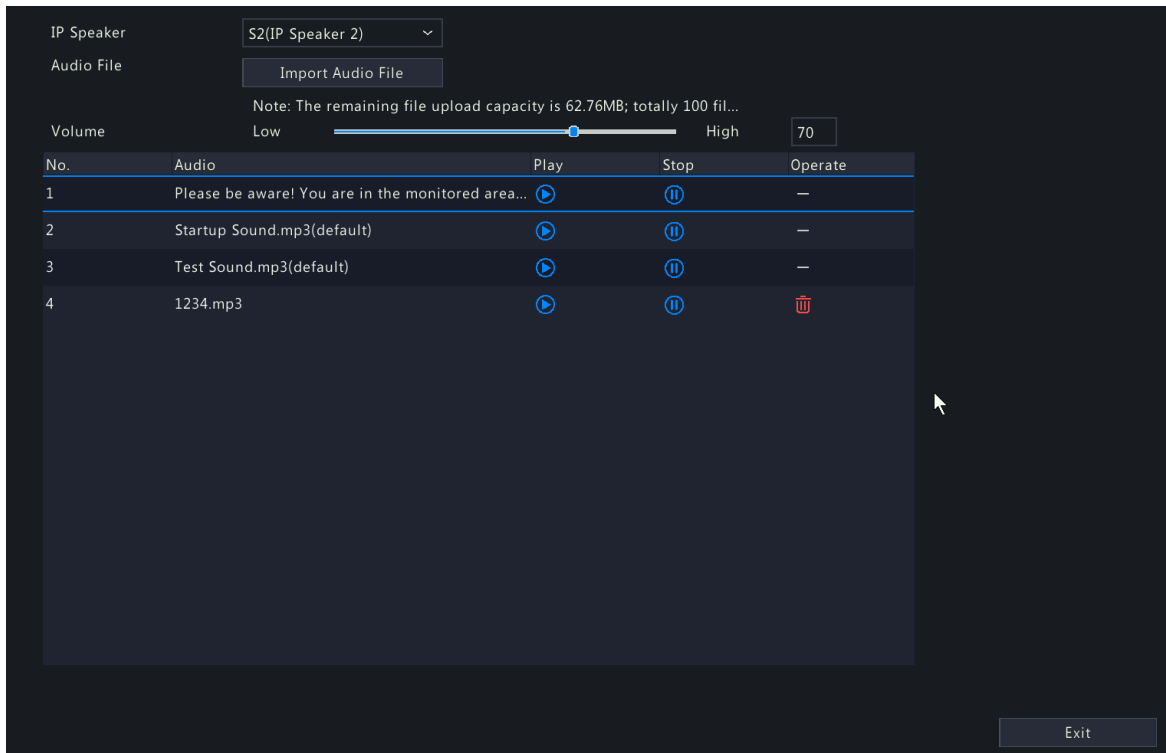 IP Speaker S2(IP Speaker 2)
Audio File Import Audio File
Note: The remaining file upload capacity is 62.76MB; totally 100 fil...
Volume Low High 70
No. Audio Play Stop Operate
1 Please be aware! You are in the monitored area... —
2 Startup Sound.mp3(default) —
3 Test Sound.mp3(default) —
4 1234.mp3
Exit